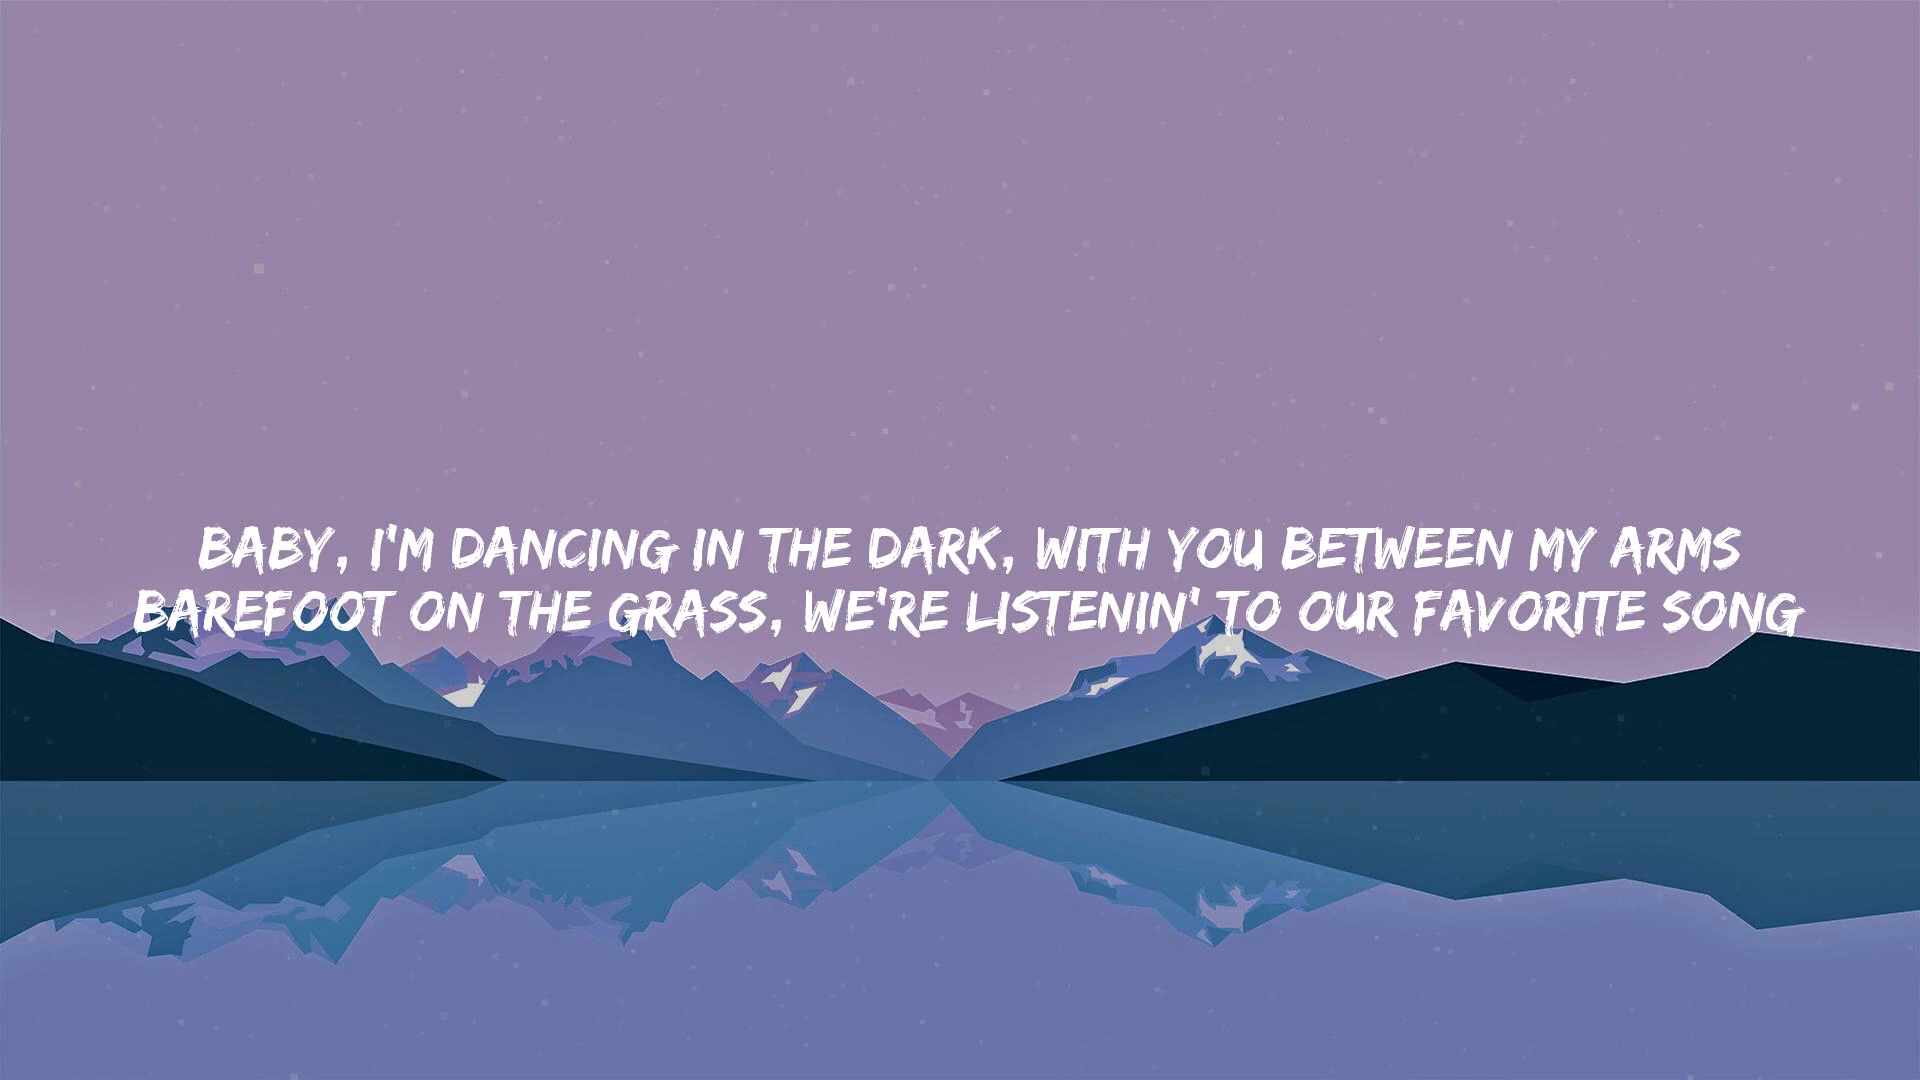 BABY, I'M DANCING IN THE DARK, WITH YOU BETWEEN MY ARMS
BAREFOOT ON THE GRASS, WE'RE LISTENIN' TO OUR FAVORITE SONG